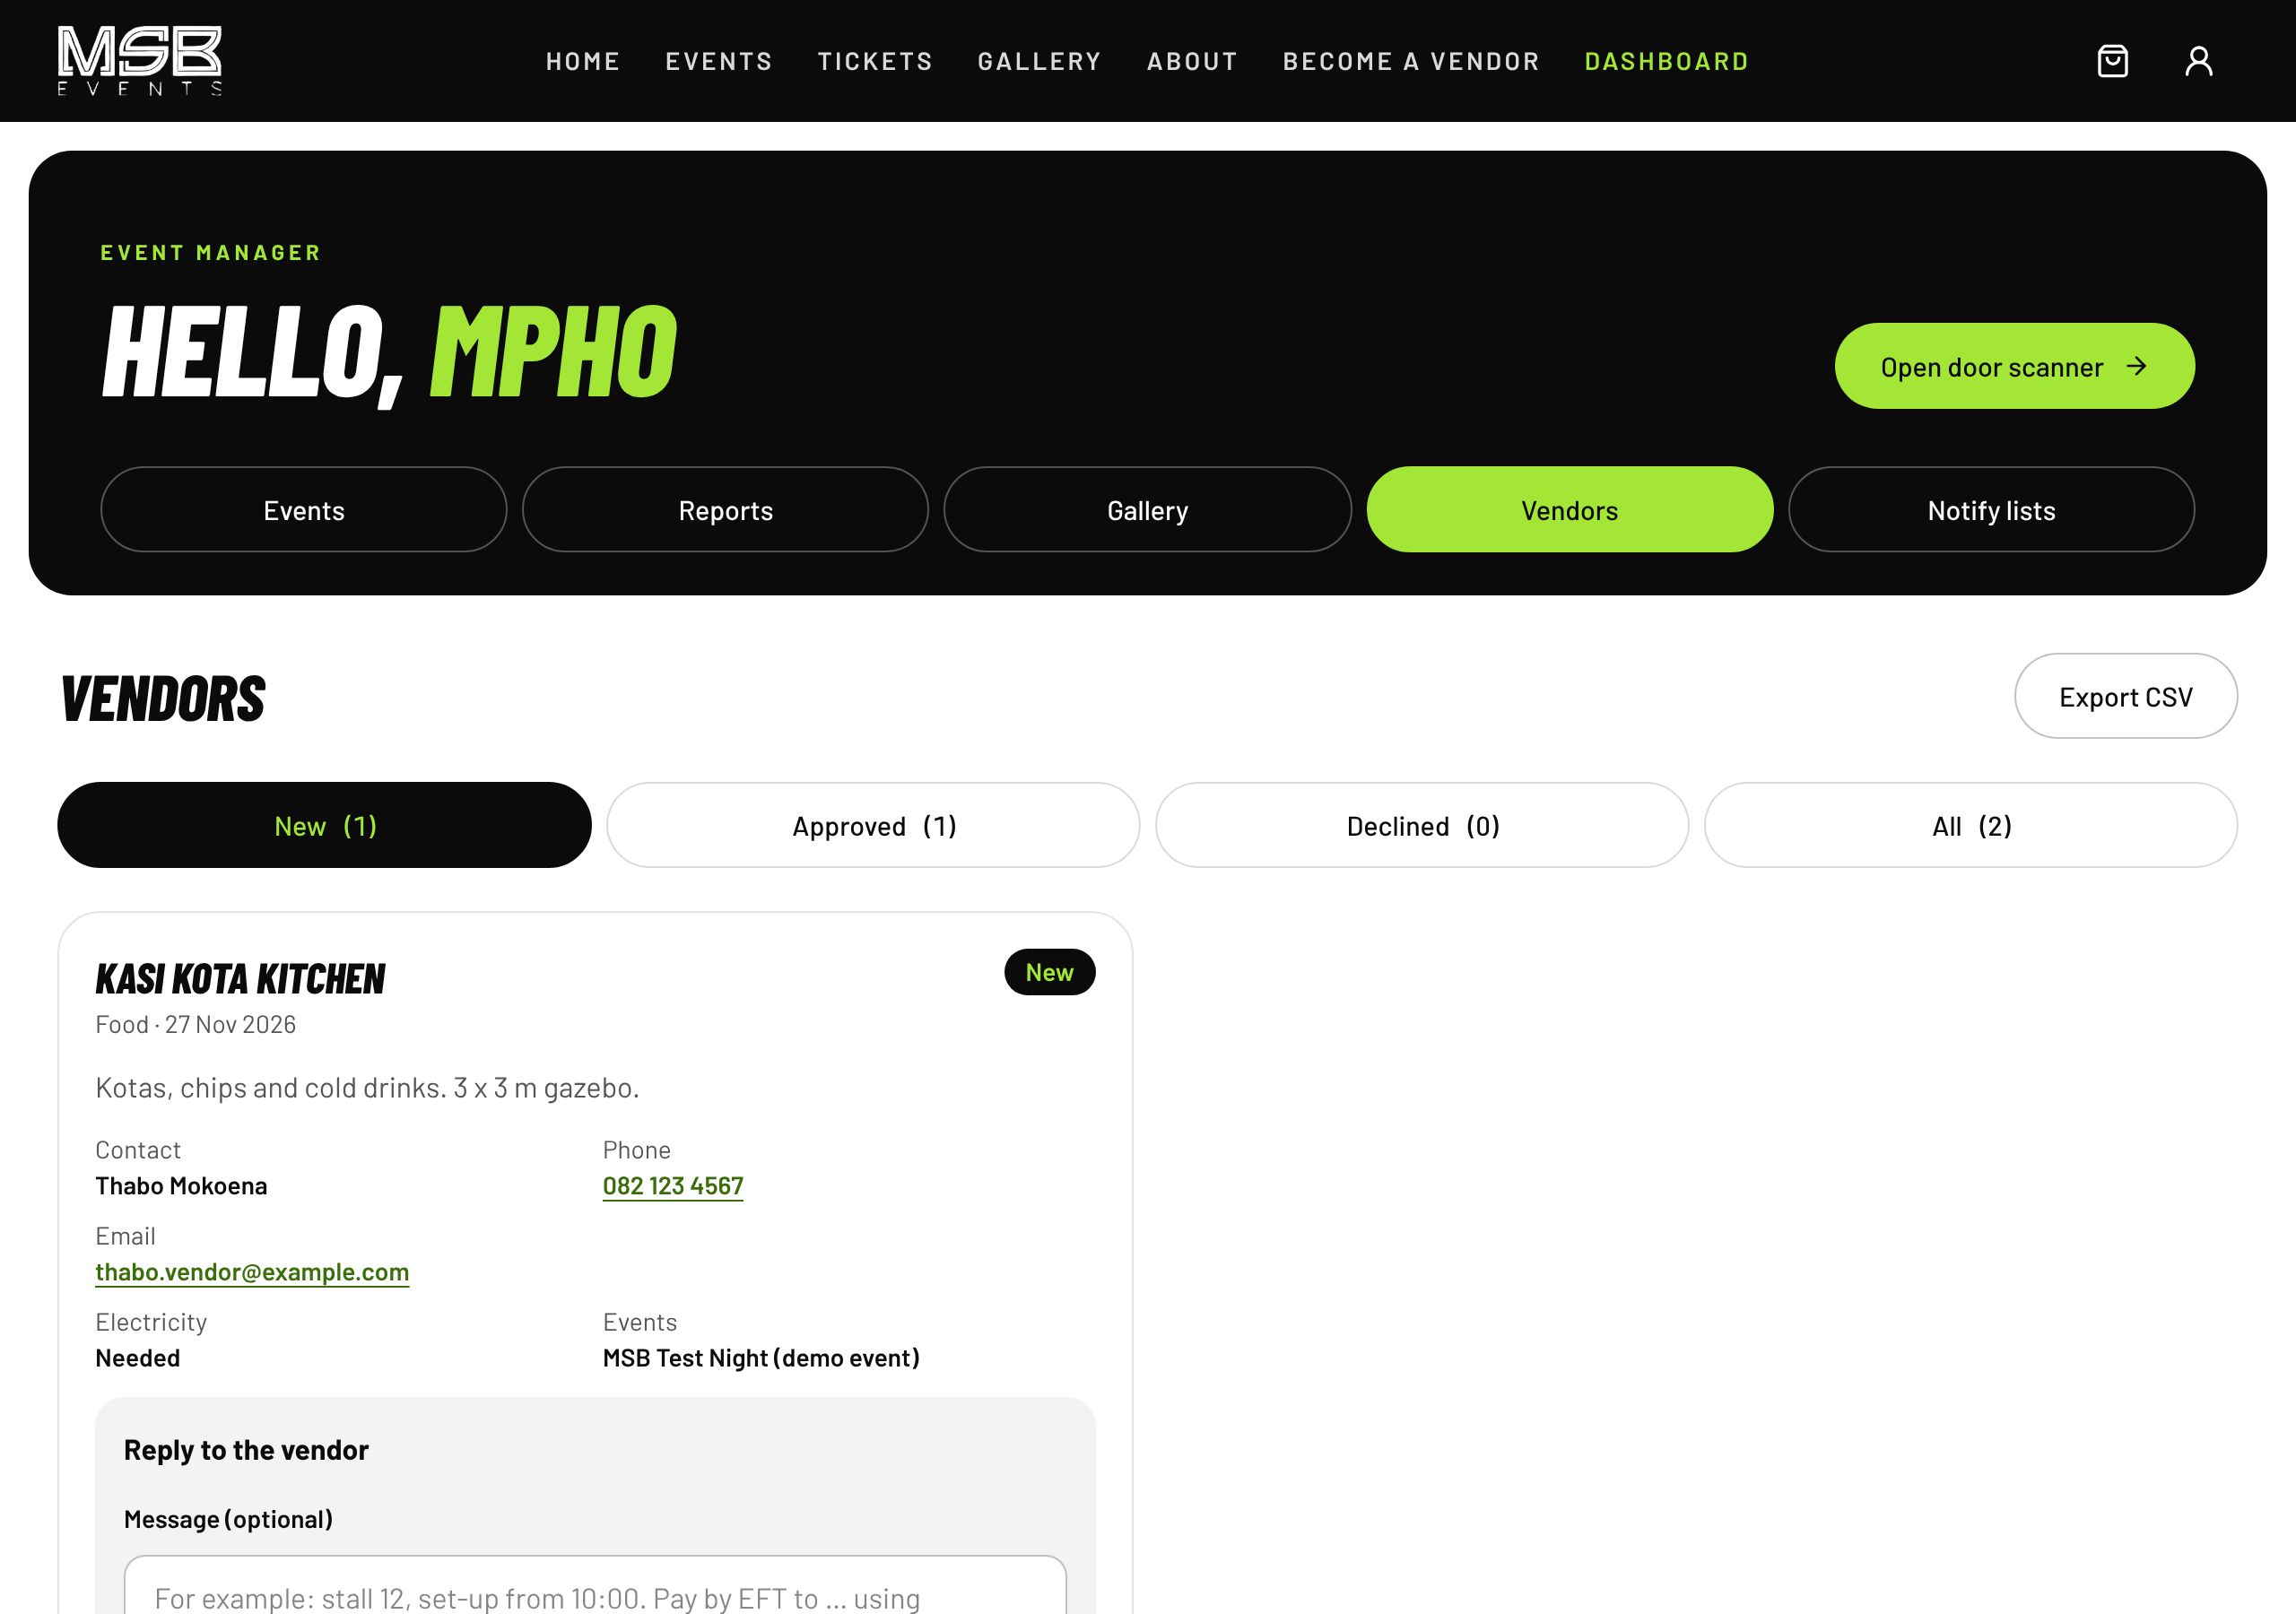 MSB
EVENTS
HOME EVENTS TICKETS GALLERY ABOUT BECOME A VENDOR DASHBOARD
EVENT MANAGER
HELLO, MPHO
Open door scanner →
Events Reports Gallery Vendors Notify lists
VENDORS
Export CSV
New (1) Approved (1) Declined (0) All (2)
KASI KOTA KITCHEN
New
Food · 27 Nov 2026
Kotas, chips and cold drinks. 3 x 3 m gazebo.
Contact Phone
Thabo Mokoena 082 123 4567
Email
thabo.vendor@example.com
Electricity Events
Needed MSB Test Night (demo event)
Reply to the vendor
Message (optional)
For example: stall 12, set-up from 10:00. Pay by EFT to ... using